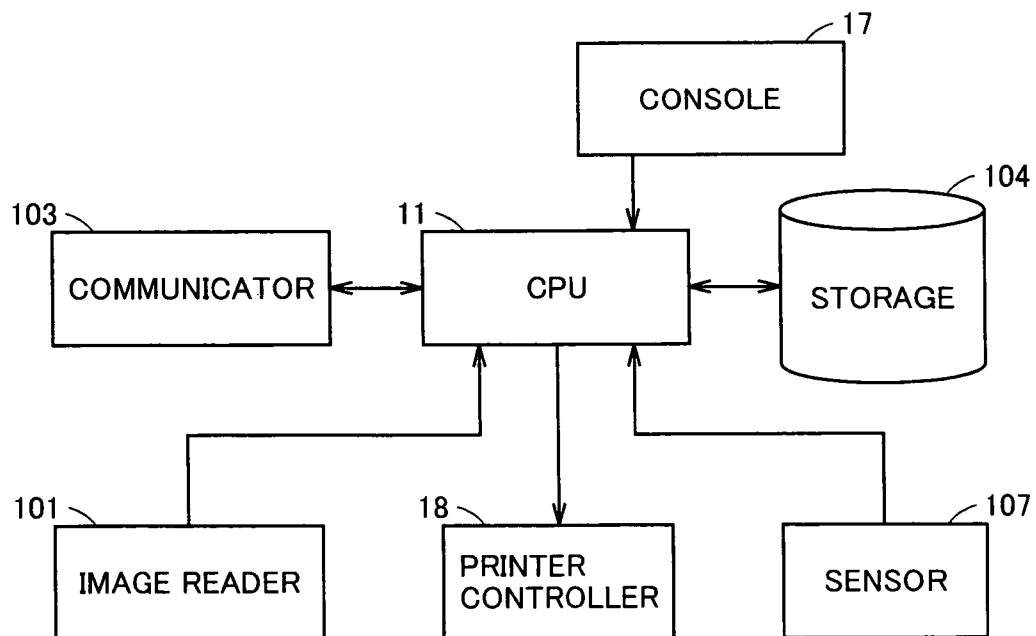 17
CONSOLE
103
11
104
COMMUNICATOR
CPU
STORAGE
101
18
107
IMAGE READER
PRINTER
CONTROLLER
SENSOR